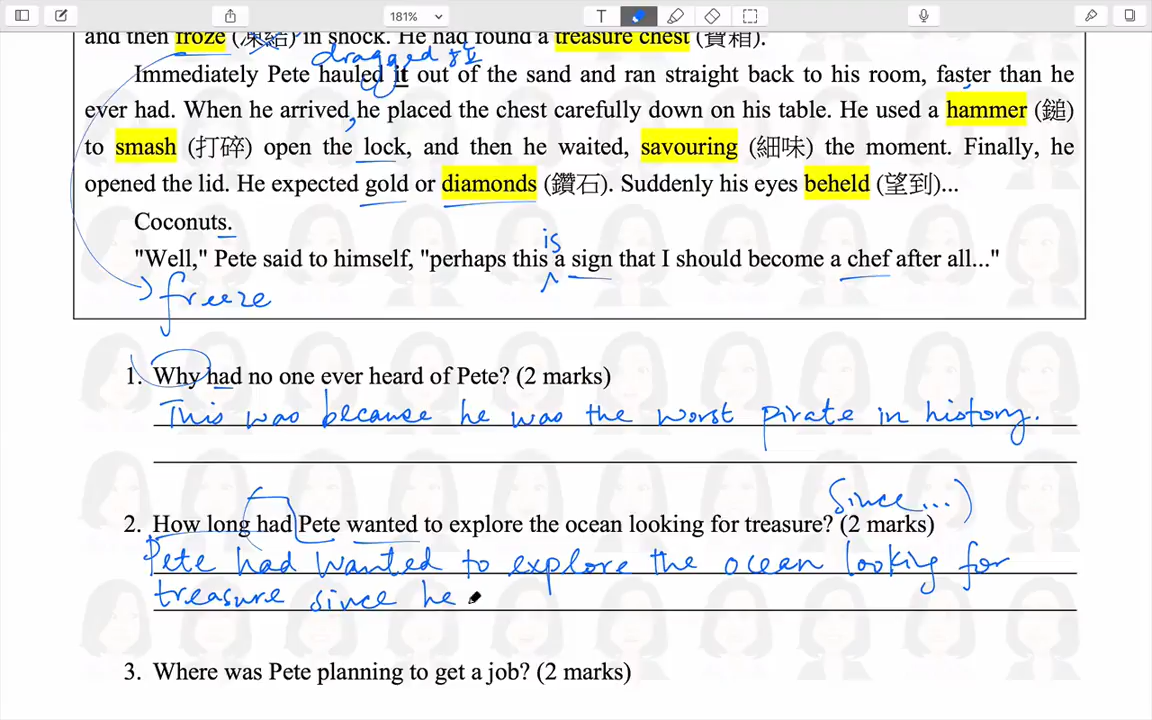 181%
T
and then froze (凍結) in shock. He had found a treasure chest (寶箱).
dragged 拉
Immediately Pete hauled it out of the sand and ran straight back to his room, faster than he
ever had. When he arrived, he placed the chest carefully down on his table. He used a hammer (鎚)
to smash (打碎) open the lock, and then he waited, savouring (細味) the moment. Finally, he
opened the lid. He expected gold or diamonds (鑽石). Suddenly his eyes beheld (望到)...
Coconuts.
is
"Well," Pete said to himself, "perhaps this a sign that I should become a chef after all..."
freeze
1. Why had no one ever heard of Pete? (2 marks)
This was because he was the worst pirate in history.
since...)
2. How long had Pete wanted to explore the ocean looking for treasure? (2 marks)
Pete had wanted to explore the ocean looking for
treasure since he
3. Where was Pete planning to get a job? (2 marks)